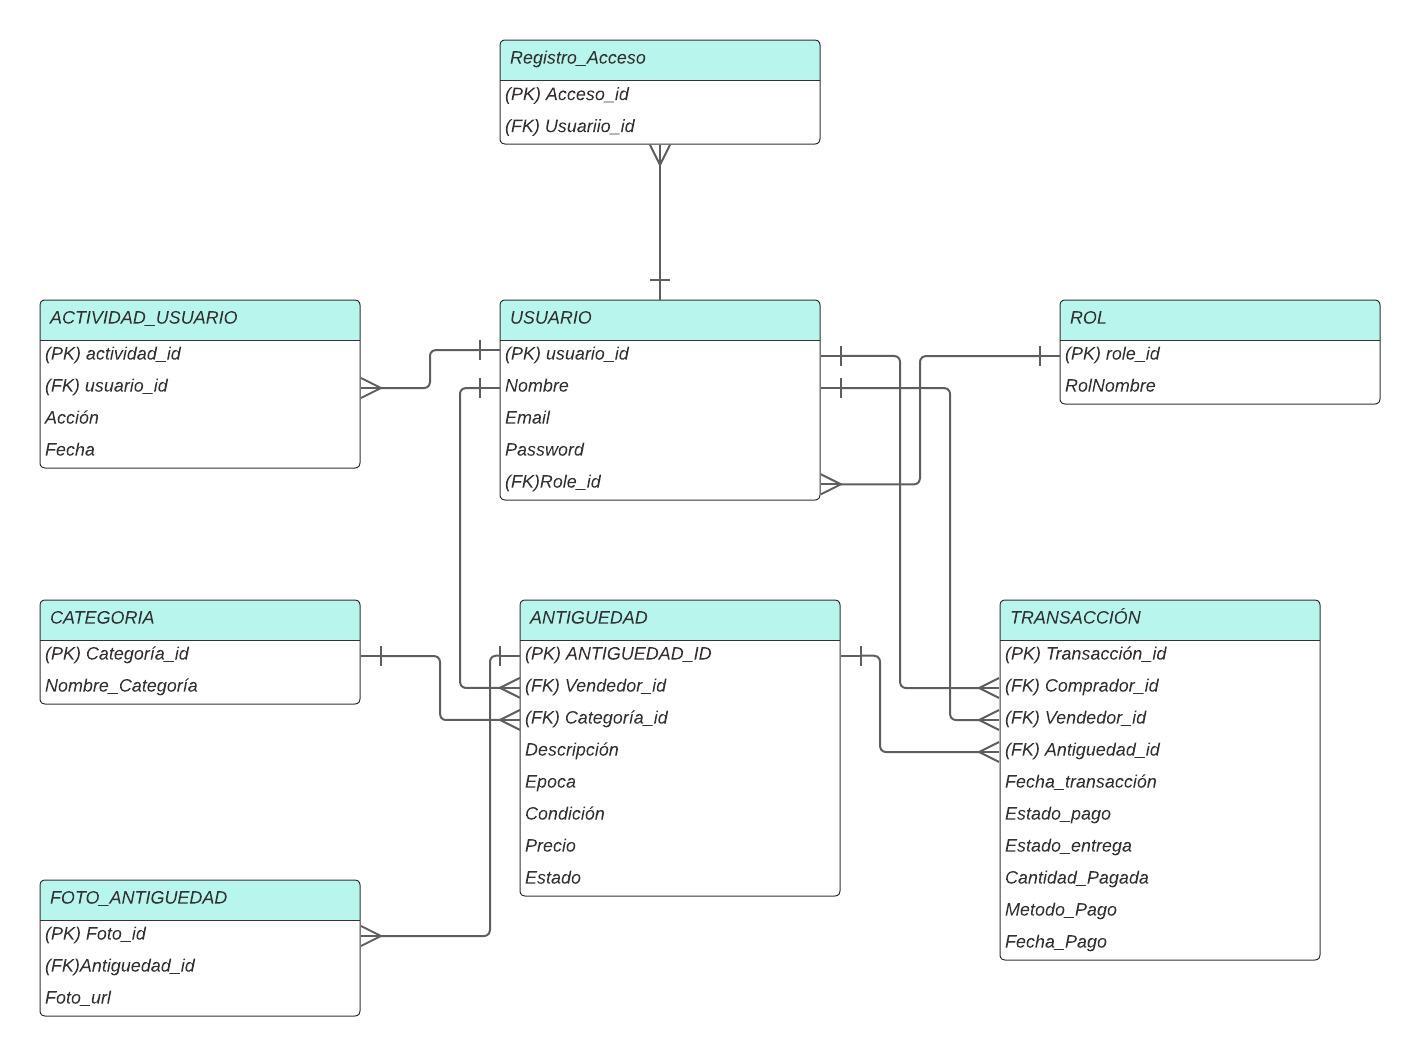 Registro_Acceso
(PK) Acceso_id
(FK) Usuariio_id
ACTIVIDAD_USUARIO
(PK) actividad_id
(FK) usuario_id
Acción
Fecha
USUARIO
(PK) usuario_id
Nombre
Email
Password
(FK)Role_id
ROL
(PK) role_id
RolNombre
CATEGORIA
(PK) Categoría_id
Nombre_Categoría
ANTIGUEDAD
(PK) ANTIGUEDAD_ID
(FK) Vendedor_id
(FK) Categoría_id
Descripción
Epoca
Condición
Precio
Estado
TRANSACCIÓN
(PK) Transacción_id
(FK) Comprador_id
(FK) Vendedor_id
(FK) Antiguedad_id
Fecha_transacción
Estado_pago
Estado_entrega
Cantidad_Pagada
Metodo_Pago
Fecha_Pago
FOTO_ANTIGUEDAD
(PK) Foto_id
(FK)Antiguedad_id
Foto_url